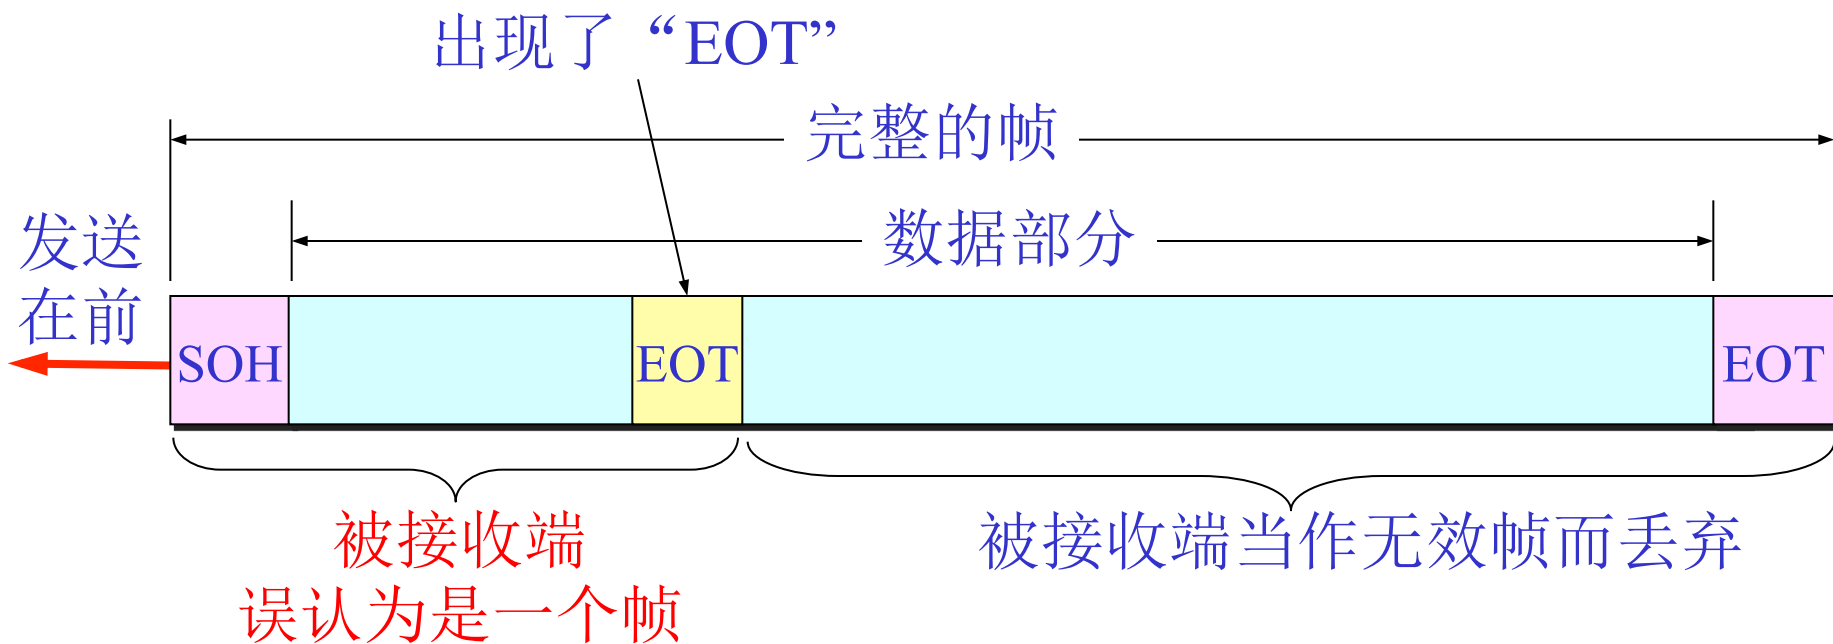 出现了“EOT”
完整的帧
数据部分
发送
在前
SOH
EOT
EOT
被接收端
误认为是一个帧
被接收端当作无效帧而丢弃